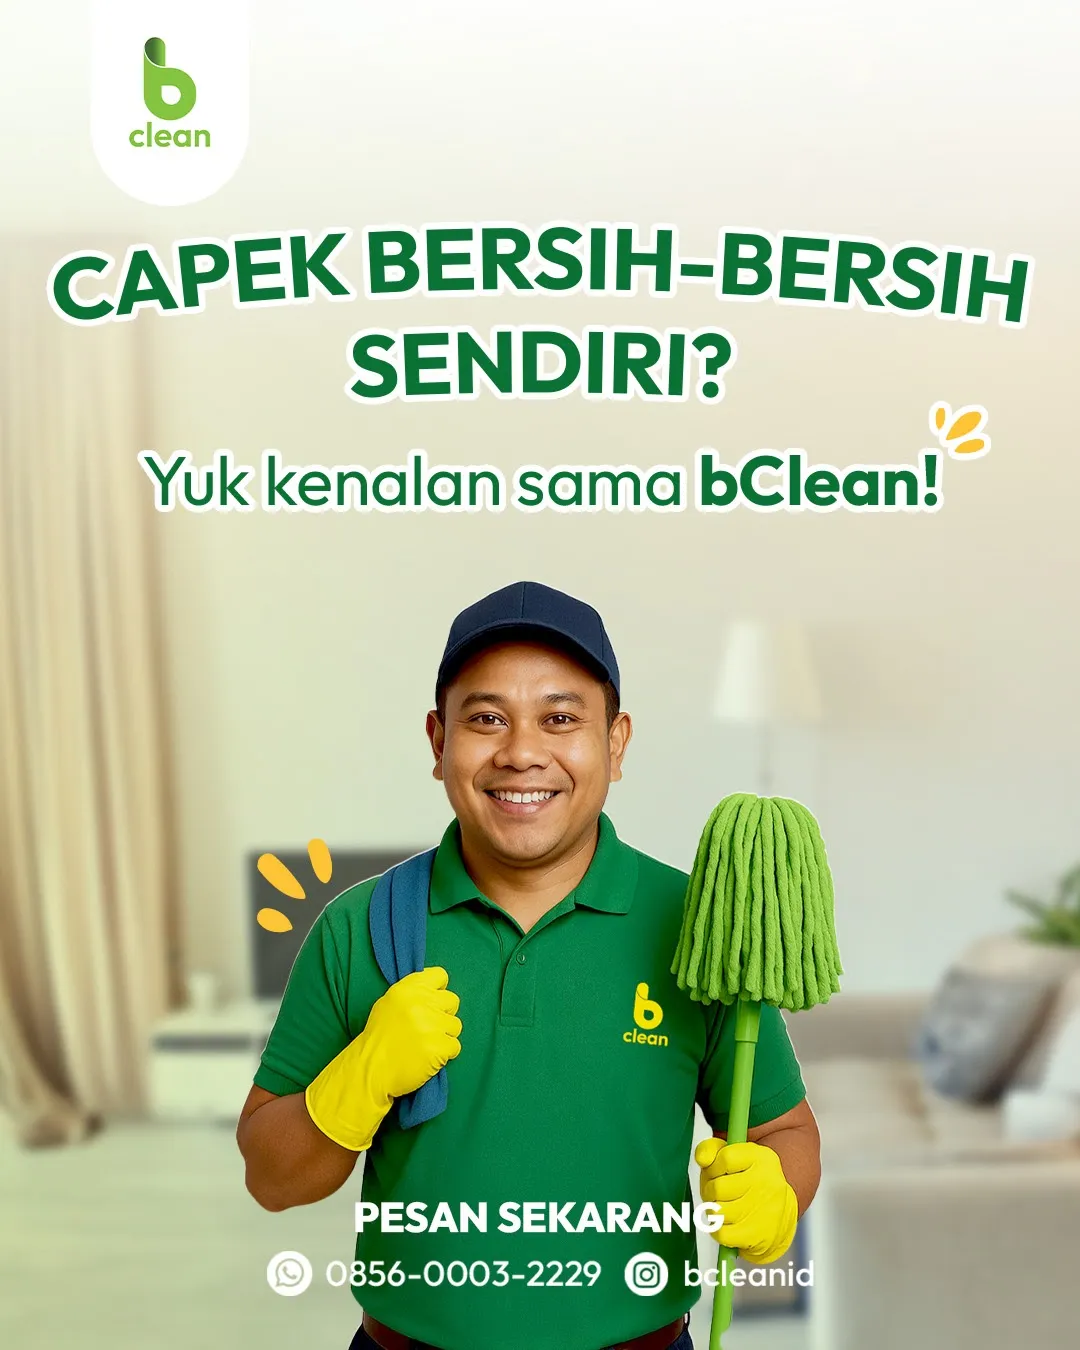 b
clean
CAPEK BERSIH-BERSIH
SENDIRI?
Yuk kenalan sama bClean!
b
clean
PESAN SEKARANG
0856-0003-2229 bcleanid